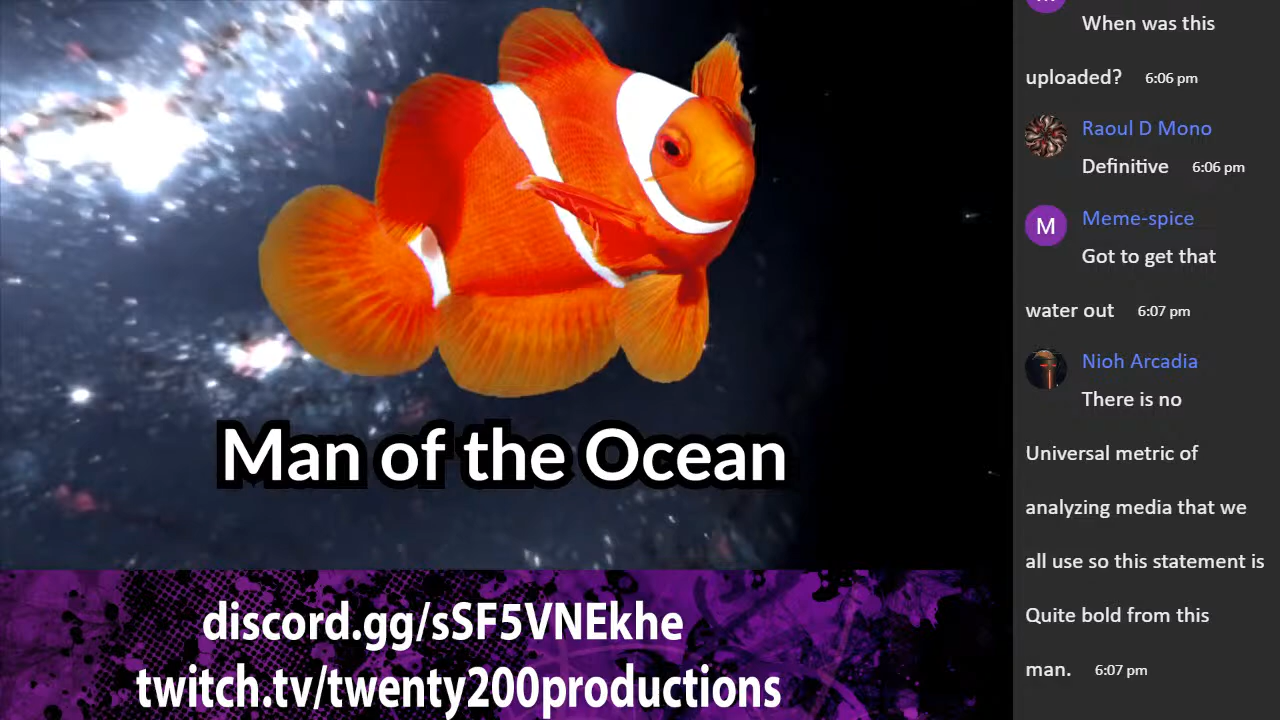 Man of the Ocean
discord.gg/sSF5VNEkhe
twitch.tv/twenty200productions
When was this
uploaded? 6:06 pm
Raoul D Mono
Definitive 6:06 pm
M
Meme-spice
Got to get that
water out 6:07 pm
Nioh Arcadia
There is no
Universal metric of
analyzing media that we
all use so this statement is
Quite bold from this
man. 6:07 pm